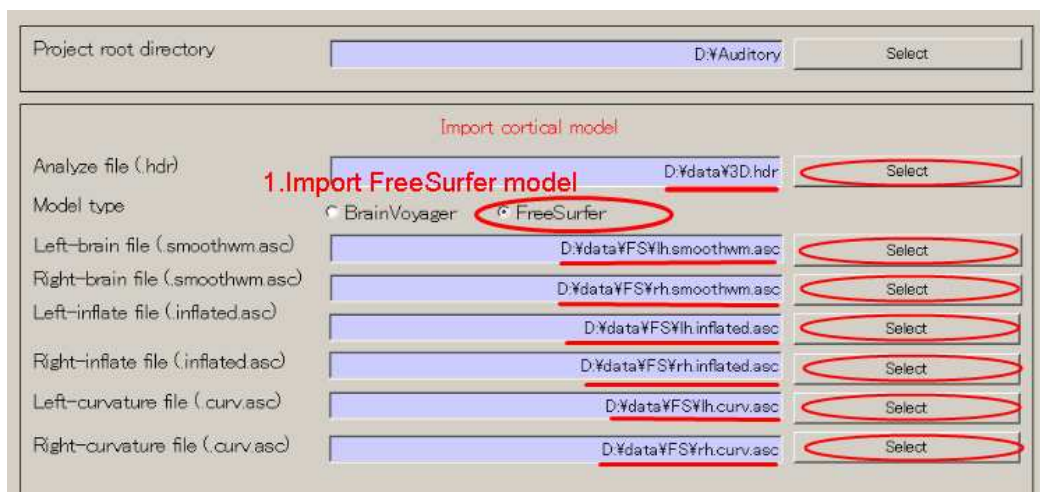 Project root directory D:¥Auditory Select
Import cortical model
Analyze file (.hdr) D:¥data¥3D.hdr Select
1.Import FreeSurfer model
Model type BrainVoyager FreeSurfer
Left-brain file (.smoothwm.asc) D:¥data¥FS¥lh.smoothwm.asc Select
Right-brain file (.smoothwm.asc) D:¥data¥FS¥rh.smoothwm.asc Select
Left-inflate file (.inflated.asc) D:¥data¥FS¥lh.inflated.asc Select
Right-inflate file (.inflated.asc) D:¥data¥FS¥rh.inflated.asc Select
Left-curvature file (.curv.asc) D:¥data¥FS¥lh.curv.asc Select
Right-curvature file (.curv.asc) D:¥data¥FS¥rh.curv.asc Select